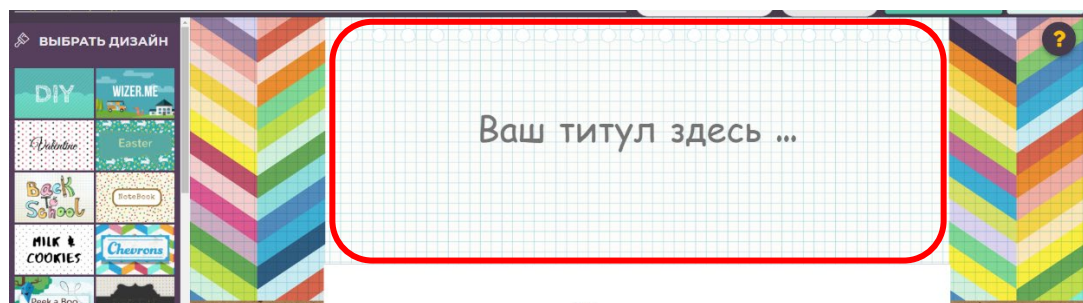 ВЫБРАТЬ ДИЗАЙН
DIY
WIZER.ME
Valentine
Easter
Back To School
NoteBook
MILK & COOKIES
Chevrons
Peek a Boo
Ваш титул здесь ...
?